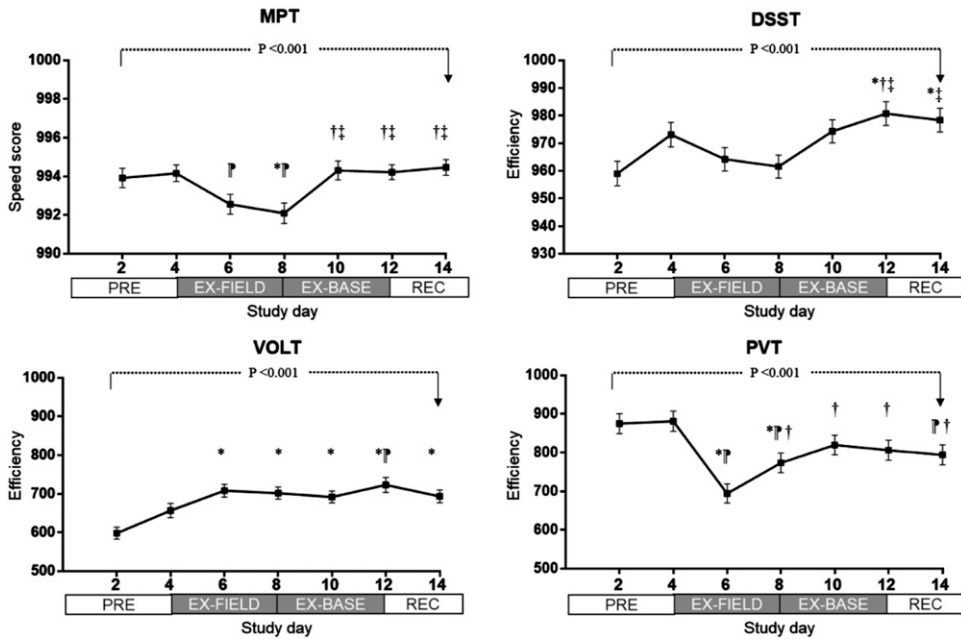 MPT
P <0.001
1000
998
996
994
992
990
Speed score
⁋
*⁋
†‡
†‡
†‡
2 4 6 8 10 12 14
PRE EX-FIELD EX-BASE REC
Study day
DSST
P <0.001
1000
990
980
970
960
950
940
930
Efficiency
*†‡
*‡
2 4 6 8 10 12 14
PRE EX-FIELD EX-BASE REC
Study day
VOLT
P <0.001
1000
900
800
700
600
500
Efficiency
*
*
*
*⁋
*
2 4 6 8 10 12 14
PRE EX-FIELD EX-BASE REC
Study day
PVT
P <0.001
1000
900
800
700
600
500
Efficiency
*⁋
*⁋ †
†
†
⁋ †
2 4 6 8 10 12 14
PRE EX-FIELD EX-BASE REC
Study day